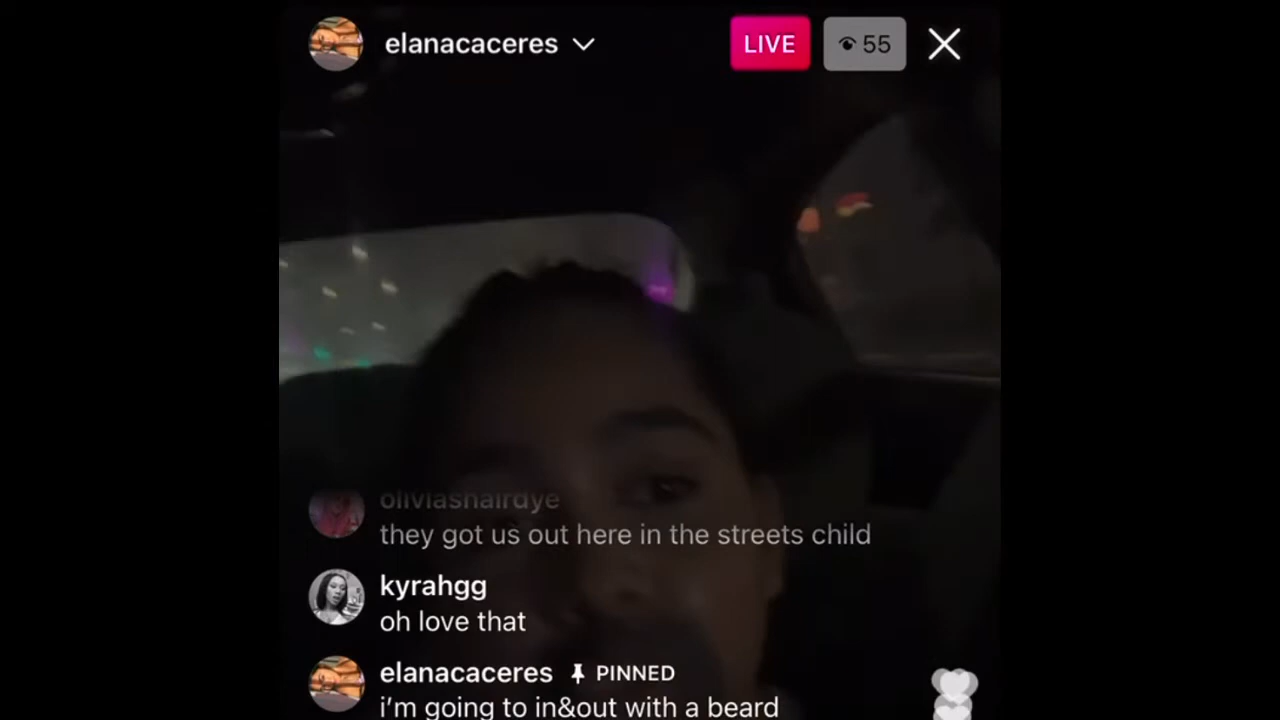 elanacaceres
LIVE
55
oliviashairdye
they got us out here in the streets child
kyrahgg
oh love that
elanacaceres PINNED
i'm going to in&out with a beard